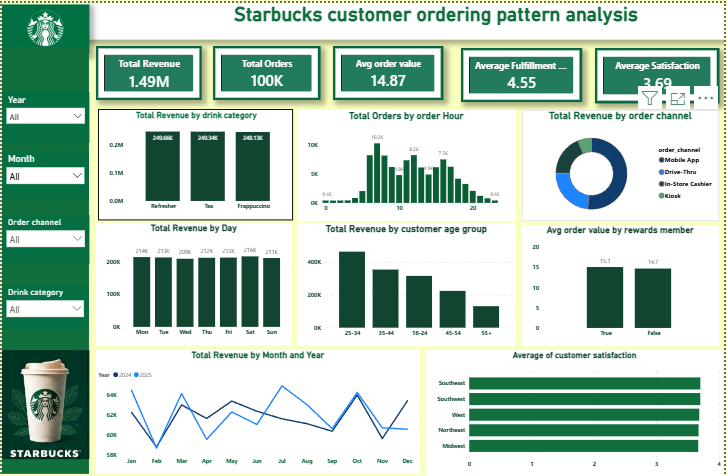 Starbucks customer ordering pattern analysis
Total Revenue
1.49M
Total Orders
100K
Avg order value
14.87
Average Fulfillment ...
4.55
Average Satisfaction
3.69
Year
All
Month
All
Order channel
All
Drink category
All
STARBUCKS
Total Revenue by drink category
0.2M
0.1M
0.0M
249.66K
249.34K
248.13K
Refresher
Tea
Frappuccino
Total Orders by order Hour
10K
5K
0K
0.4K
10.2K
8.2K
7.5K
0.4K
0
10
20
Total Revenue by order channel
order_channel
Mobile App
Drive-Thru
In-Store Cashier
Kiosk
Total Revenue by Day
200K
100K
0K
214K
213K
209K
212K
212K
216K
211K
Mon
Tue
Wed
Thu
Fri
Sat
Sun
Total Revenue by customer age group
400K
200K
0K
25-34
35-44
18-24
45-54
55+
Avg order value by rewards member
20
15
10
5
0
15.1
14.7
True
False
Total Revenue by Month and Year
Year
2024
2025
64K
62K
60K
58K
Jan
Feb
Mar
Apr
May
Jun
Jul
Aug
Sep
Oct
Nov
Dec
Average of customer satisfaction
Southeast
Southwest
West
Northeast
Midwest
0
1
2
3
4